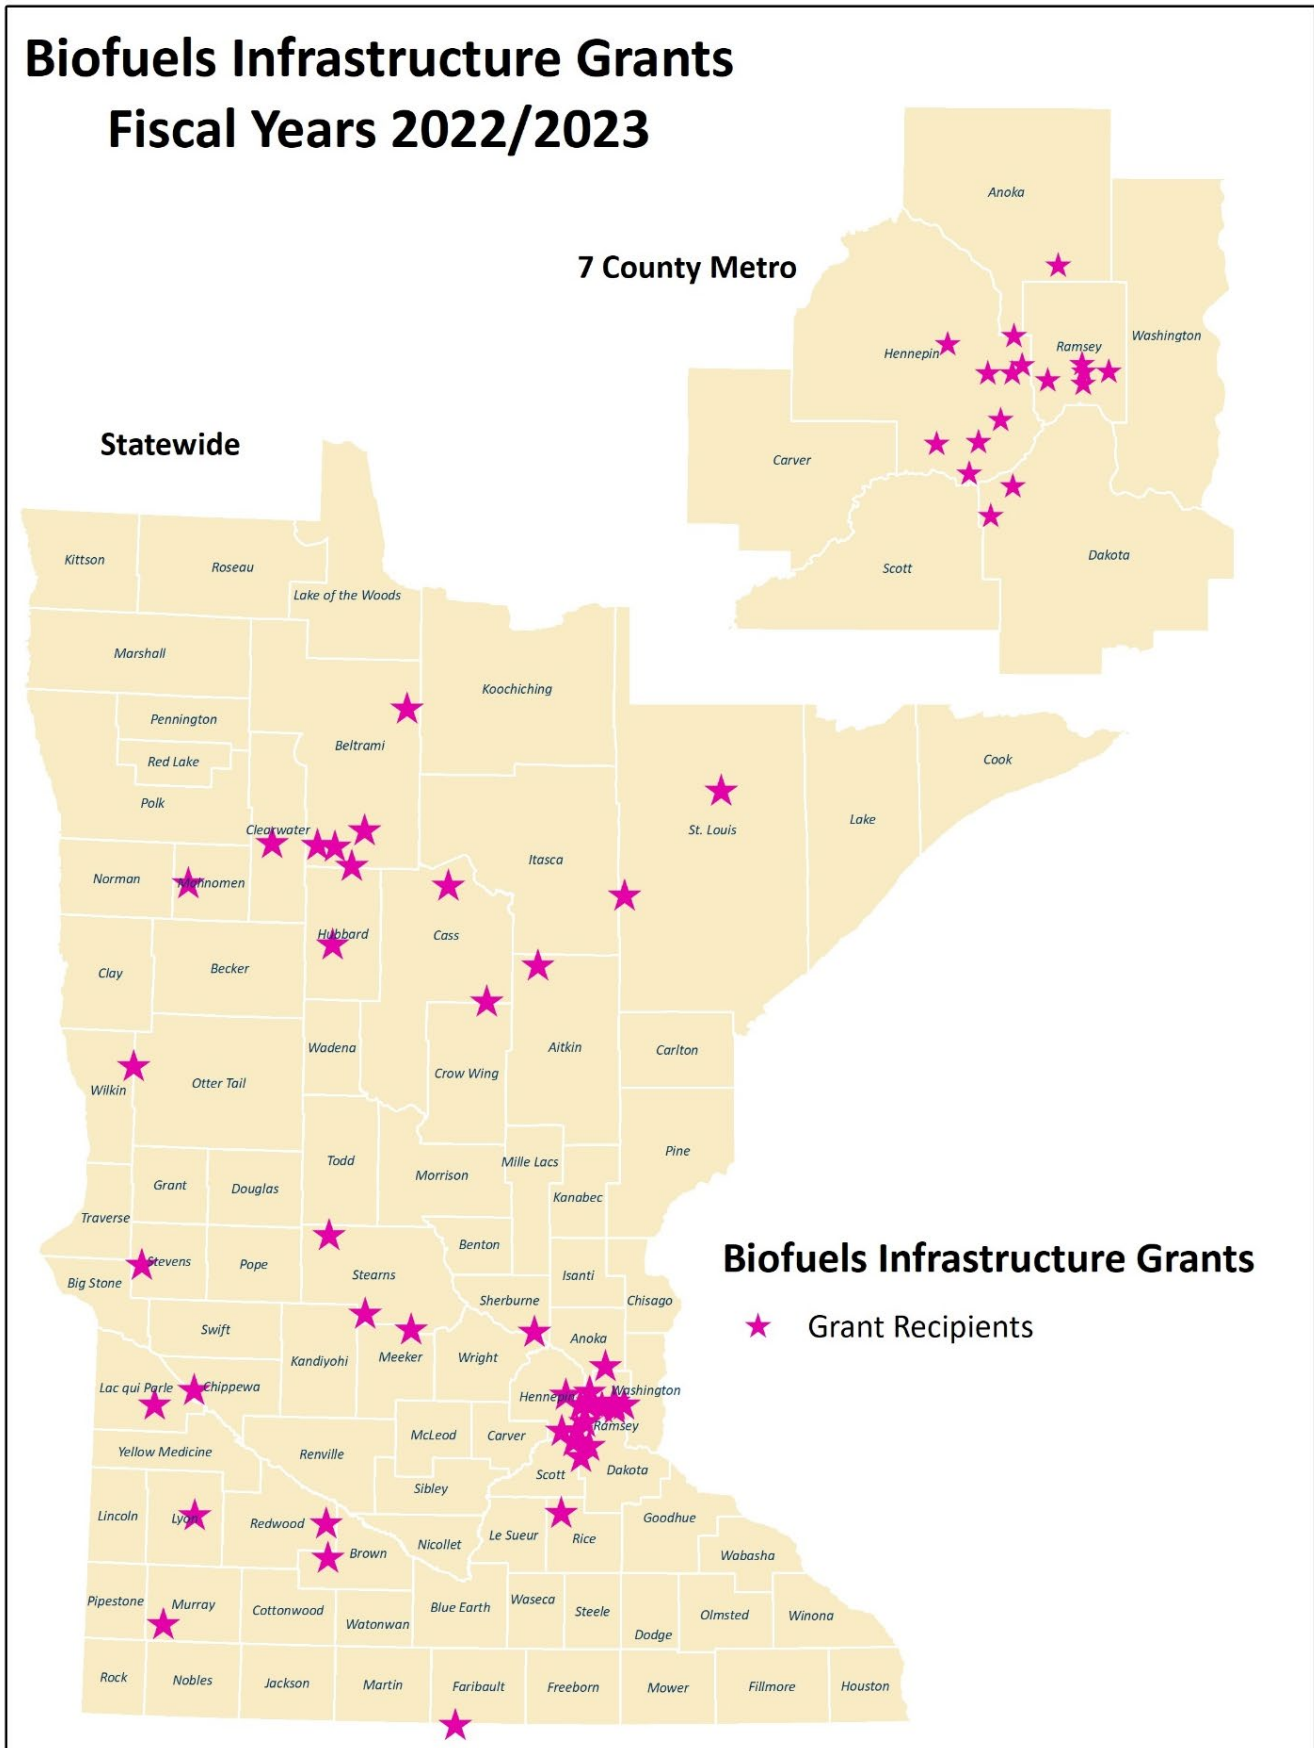 Biofuels Infrastructure Grants
Fiscal Years 2022/2023
7 County Metro
Anoka
Washington
Ramsey
Hennepin
Carver
Scott
Dakota
Statewide
Kittson
Roseau
Lake of the Woods
Marshall
Koochiching
Pennington
Beltrami
Red Lake
Polk
Cook
Clearwater
St. Louis
Lake
Itasca
Norman
Mahnomen
Hubbard
Cass
Clay
Becker
Wadena
Aitkin
Carlton
Crow Wing
Otter Tail
Wilkin
Pine
Todd
Mille Lacs
Morrison
Grant
Douglas
Kanabec
Traverse
Benton
Stevens
Pope
Stearns
Isanti
Big Stone
Sherburne
Chisago
Swift
Anoka
Kandiyohi
Meeker
Wright
Lac qui Parle
Chippewa
Hennepin
Washington
Ramsey
McLeod
Carver
Yellow Medicine
Renville
Scott
Dakota
Sibley
Lincoln
Lyon
Redwood
Goodhue
Le Sueur
Rice
Nicollet
Brown
Wabasha
Pipestone
Murray
Cottonwood
Watonwan
Blue Earth
Waseca
Steele
Dodge
Olmsted
Winona
Rock
Nobles
Jackson
Martin
Faribault
Freeborn
Mower
Fillmore
Houston
Biofuels Infrastructure Grants
Grant Recipients